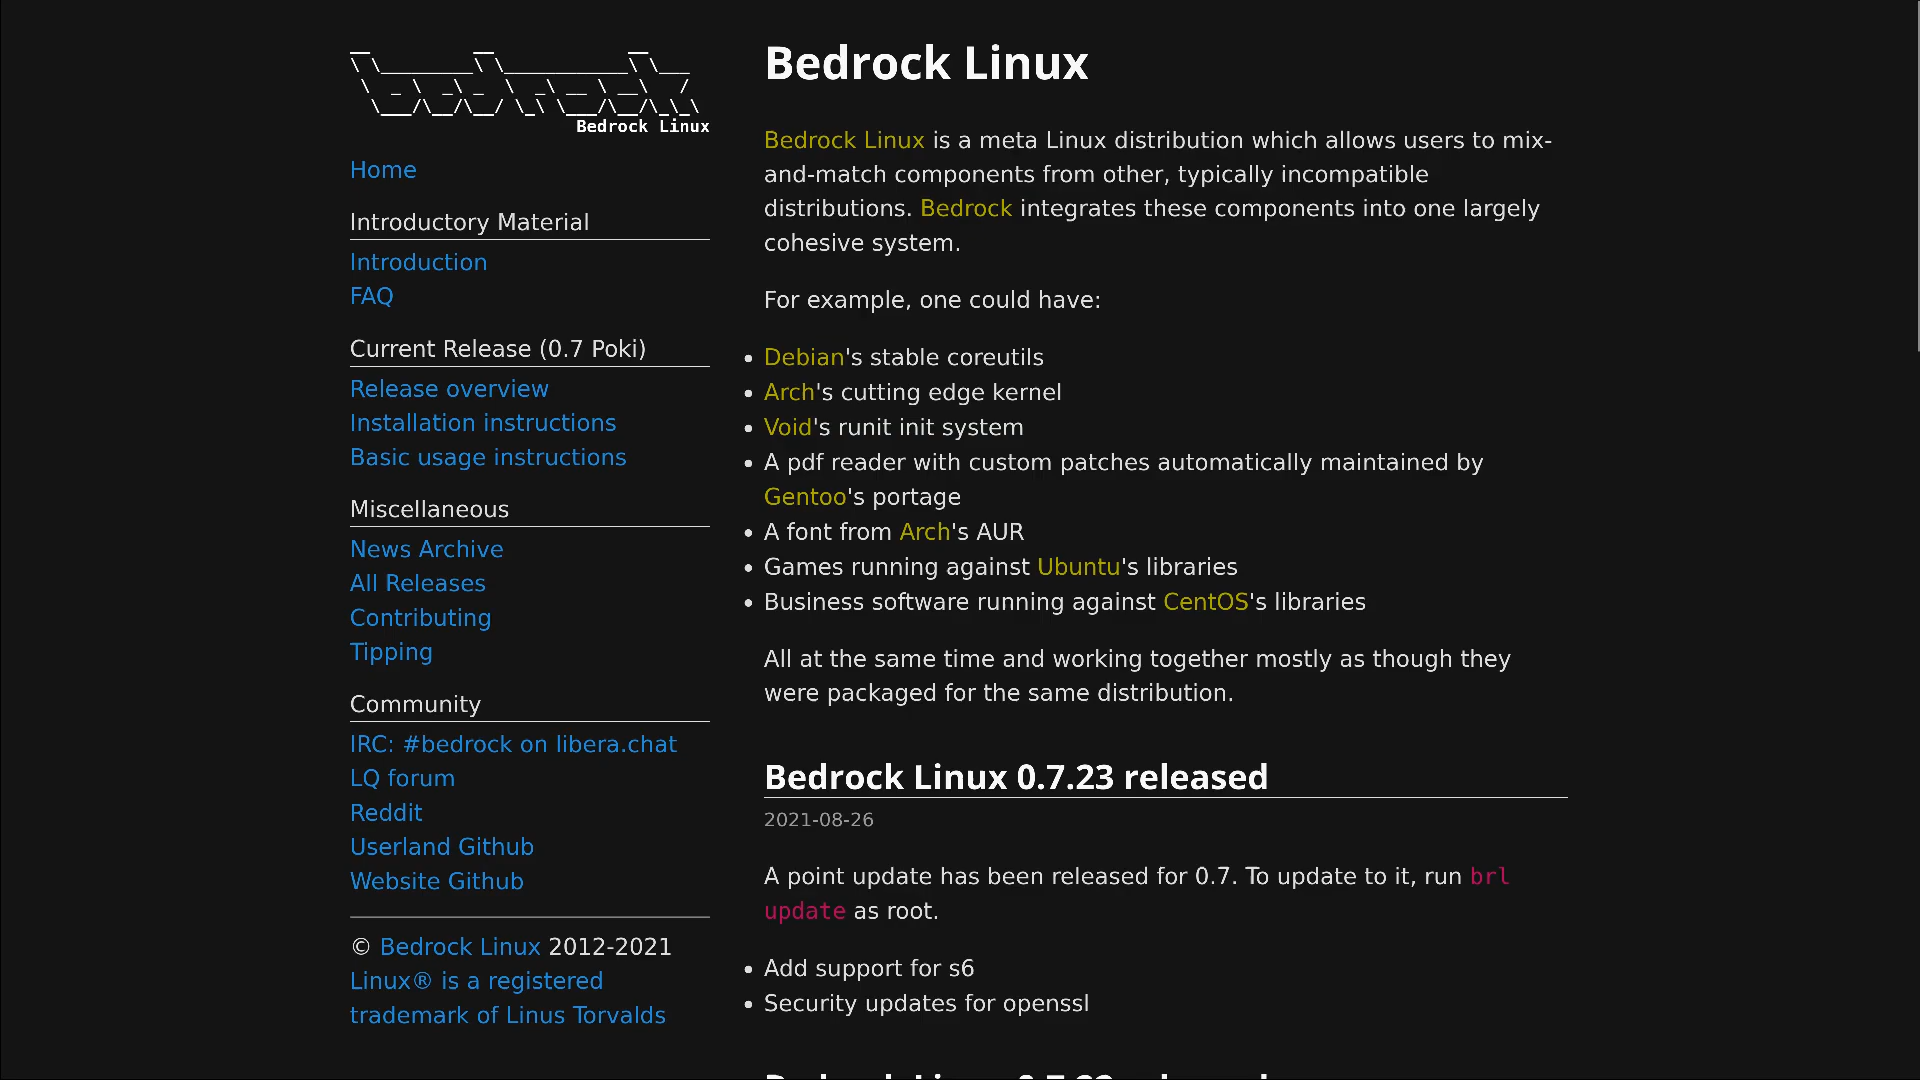 Bedrock Linux
Home
Introductory Material
Introduction
FAQ
Current Release (0.7 Poki)
Release overview
Installation instructions
Basic usage instructions
Miscellaneous
News Archive
All Releases
Contributing
Tipping
Community
IRC: #bedrock on libera.chat
LQ forum
Reddit
Userland Github
Website Github
© Bedrock Linux 2012-2021
Linux® is a registered
trademark of Linus Torvalds
Bedrock Linux
Bedrock Linux is a meta Linux distribution which allows users to mix-
and-match components from other, typically incompatible
distributions. Bedrock integrates these components into one largely
cohesive system.
For example, one could have:
• Debian's stable coreutils
• Arch's cutting edge kernel
• Void's runit init system
• A pdf reader with custom patches automatically maintained by
Gentoo's portage
• A font from Arch's AUR
• Games running against Ubuntu's libraries
• Business software running against CentOS's libraries
All at the same time and working together mostly as though they
were packaged for the same distribution.
Bedrock Linux 0.7.23 released
2021-08-26
A point update has been released for 0.7. To update to it, run brl
update as root.
• Add support for s6
• Security updates for openssl